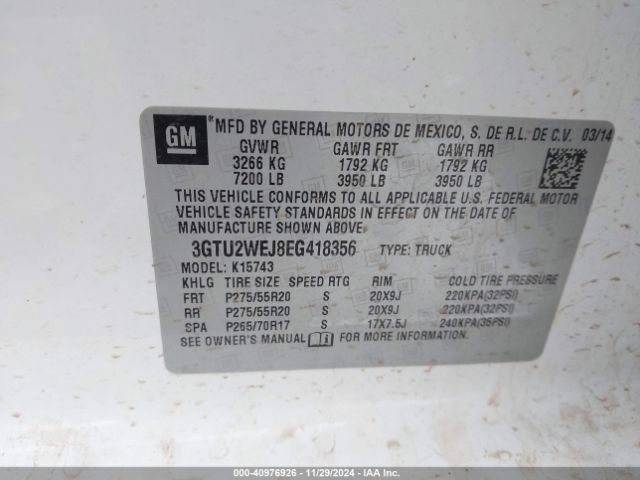 GM
*MFD BY GENERAL MOTORS DE MEXICO, S. DE R.L. DE C.V. 03/14
GVWR GAWR FRT GAWR RR
3266 KG 1792 KG 1792 KG
7200 LB 3950 LB 3950 LB
THIS VEHICLE CONFORMS TO ALL APPLICABLE U.S. FEDERAL MOTOR
VEHICLE SAFETY STANDARDS IN EFFECT ON THE DATE OF
MANUFACTURE SHOWN ABOVE.
3GTU2WEJ8EG418356 TYPE: TRUCK
MODEL: K15743
KHLG TIRE SIZE SPEED RTG RIM COLD TIRE PRESSURE
FRT P275/55R20 S 20X9J 220KPA(32PSI)
RR P275/55R20 S 20X9J 220KPA(32PSI)
SPA P265/70R17 S 17X7.5J 240KPA(35PSI)
SEE OWNER'S MANUAL FOR MORE INFORMATION.
000-40976926 | 11/29/2024 | IAA Inc.